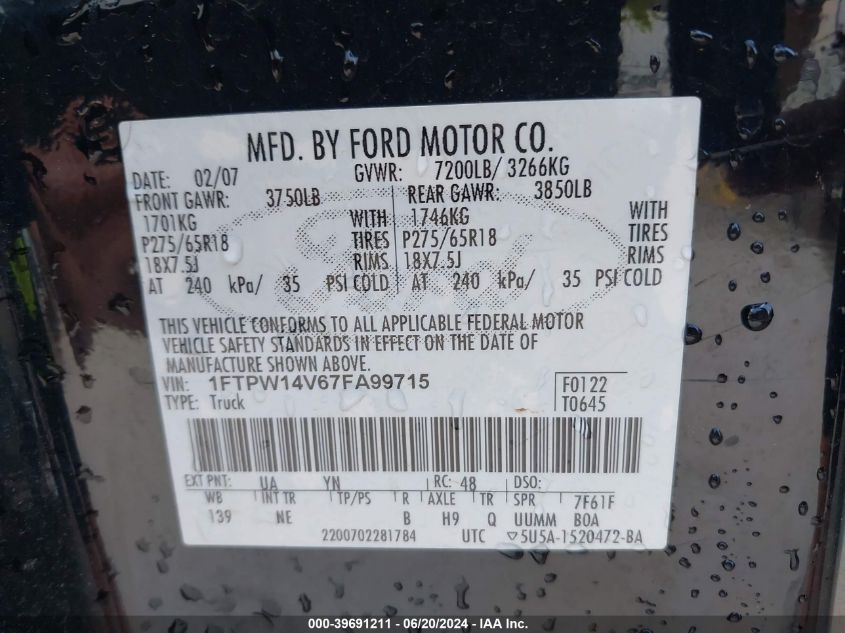 MFD. BY FORD MOTOR CO.
DATE: 02/07 GVWR: 7200LB/ 3266KG
FRONT GAWR: 3750LB REAR GAWR: 3850LB
1701KG WITH 1746KG WITH
P275/65R18 TIRES P275/65R18 TIRES
18X7.5J RIMS 18X7.5J RIMS
AT 240 kPa/ 35 PSI COLD AT 240 kPa/ 35 PSI COLD
Ford
THIS VEHICLE CONFORMS TO ALL APPLICABLE FEDERAL MOTOR
VEHICLE SAFETY STANDARDS IN EFFECT ON THE DATE OF
MANUFACTURE SHOWN ABOVE.
VIN: 1FTPW14V67FA99715 F0122
TYPE: Truck T0645
EXT PNT: UA YN RC: 48 DSO:
WB INT TR TP/PS R AXLE TR SPR 7F61F
139 NE B H9 Q UUMM BOA
2200702281784 UTC ▽5U5A-1520472-BA
000-39691211 - 06/20/2024 - IAA Inc.